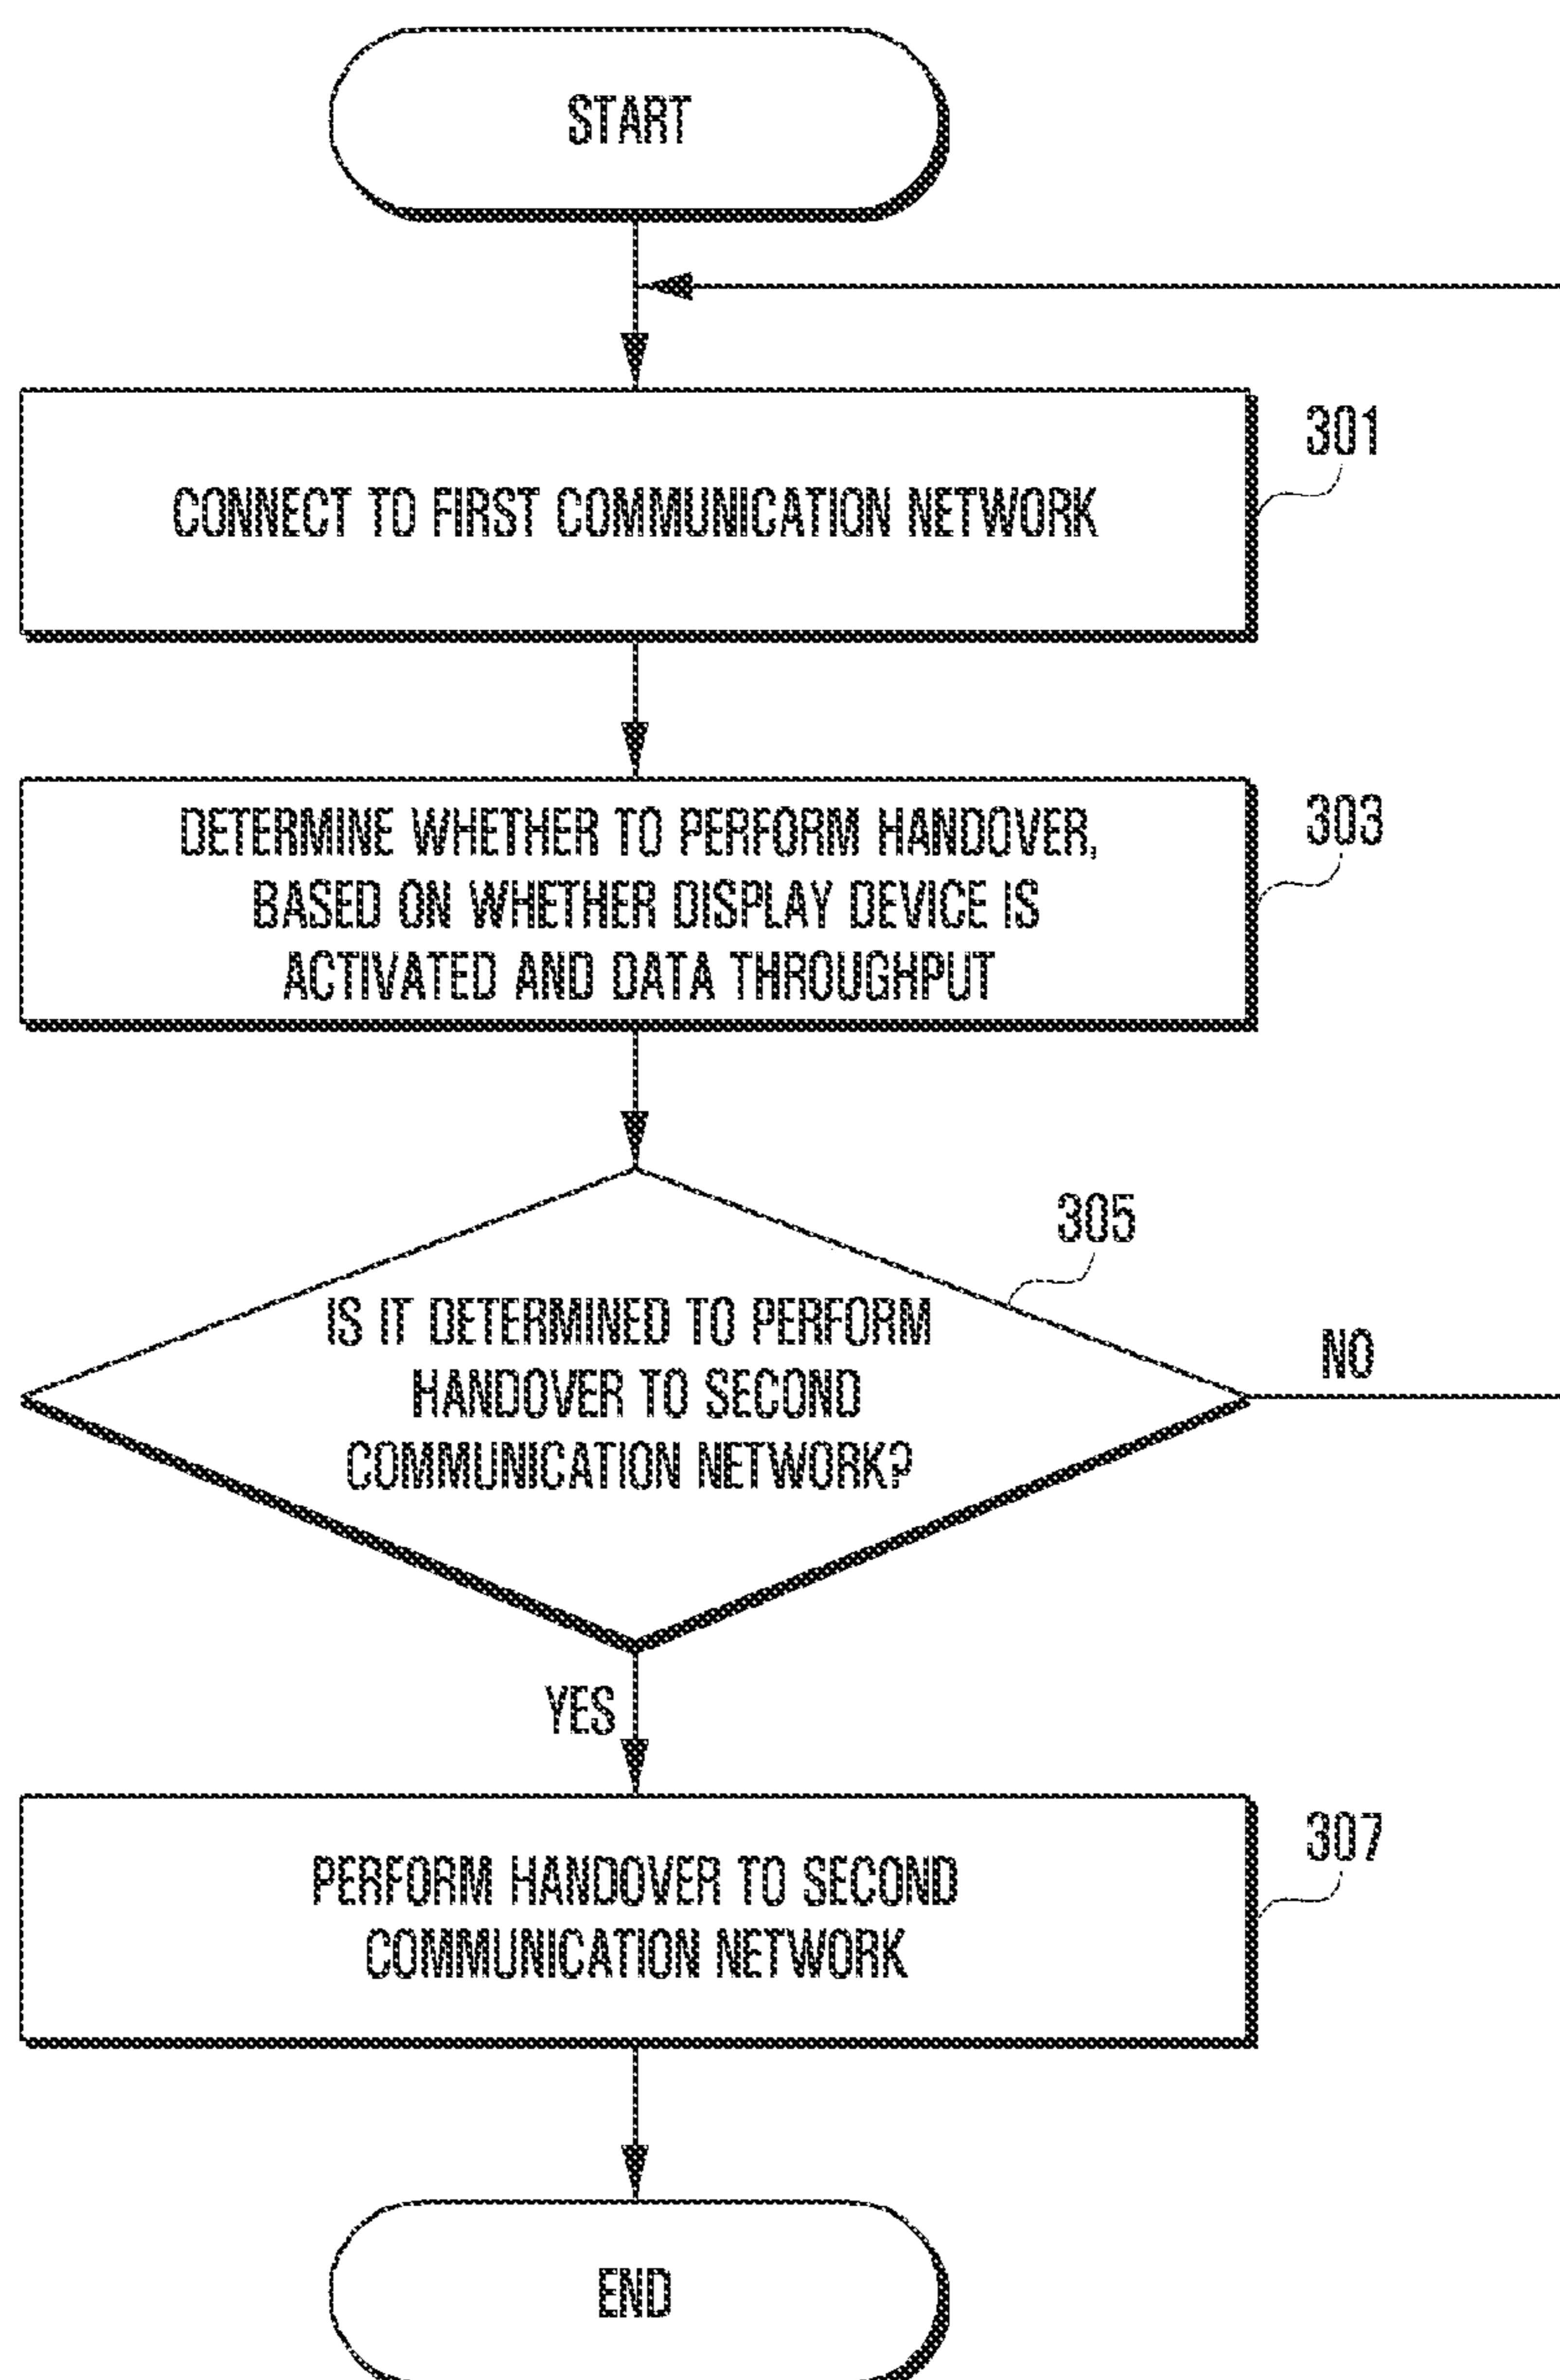 START
CONNECT TO FIRST COMMUNICATION NETWORK
301
DETERMINE WHETHER TO PERFORM HANDOVER,
BASED ON WHETHER DISPLAY DEVICE IS
ACTIVATED AND DATA THROUGHPUT
303
305
IS IT DETERMINED TO PERFORM
HANDOVER TO SECOND
COMMUNICATION NETWORK?
NO
YES
PERFORM HANDOVER TO SECOND
COMMUNICATION NETWORK
307
END